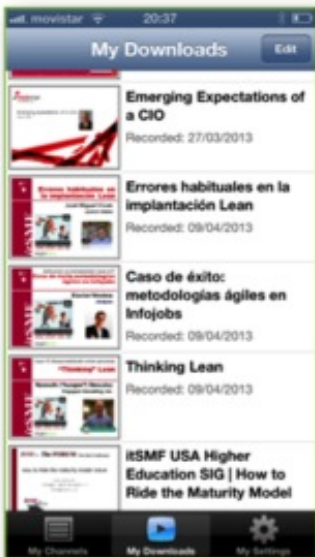 movistar 20:37
My Downloads
Edit
Emerging Expectations of
a CIO
Recorded: 27/03/2013
Errores habituales en la
implantación Lean
Recorded: 09/04/2013
Caso de éxito:
metodologías ágiles en
Infojobs
Recorded: 09/04/2013
"Thinking" Lean
Thinking Lean
Recorded: 09/04/2013
itSMF USA Higher
Education SIG | How to
Ride the Maturity Model
My Channels
My Downloads
My Settings